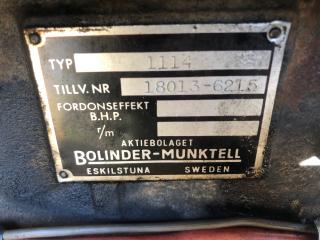 TYP 1114
TILLV. NR 18013-6215
FORDONSEFFEKT
B.H.P.
r/m
AKTIEBOLAGET
BOLINDER-MUNKTELL
ESKILSTUNA SWEDEN